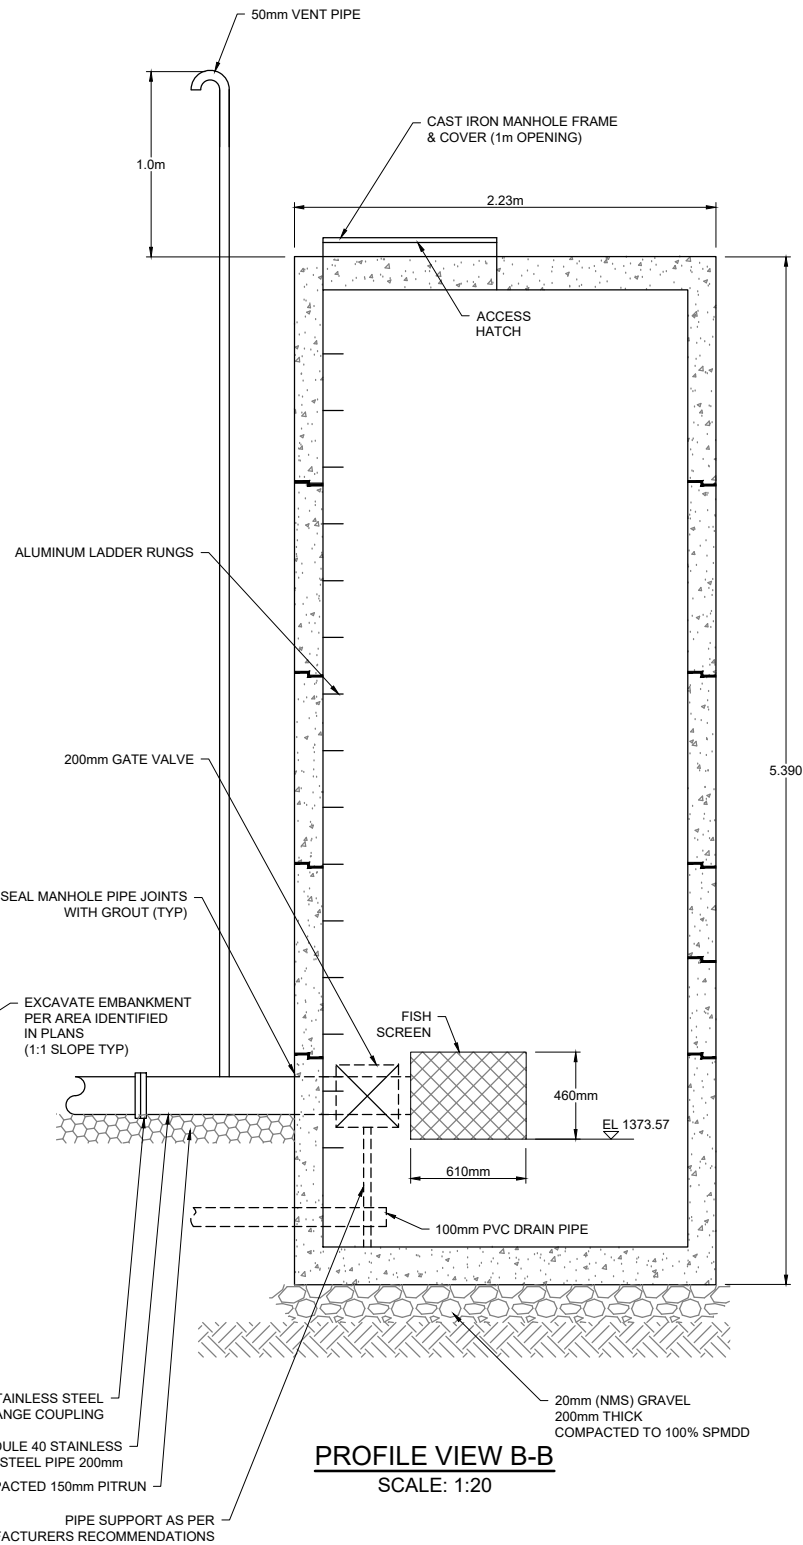 50mm VENT PIPE
CAST IRON MANHOLE FRAME
& COVER (1m OPENING)
1.0m
2.23m
ACCESS
HATCH
ALUMINUM LADDER RUNGS
200mm GATE VALVE
5.390
SEAL MANHOLE PIPE JOINTS
WITH GROUT (TYP)
EXCAVATE EMBANKMENT
PER AREA IDENTIFIED
IN PLANS
(1:1 SLOPE TYP)
FISH
SCREEN
460mm
EL 1373.57
610mm
100mm PVC DRAIN PIPE
TAINLESS STEEL
ANGE COUPLING
20mm (NMS) GRAVEL
200mm THICK
COMPACTED TO 100% SPMDD
ULE 40 STAINLESS
STEEL PIPE 200mm
PACTED 150mm PITRUN
PIPE SUPPORT AS PER
FACTURERS RECOMMENDATIONS
PROFILE VIEW B-B
SCALE: 1:20